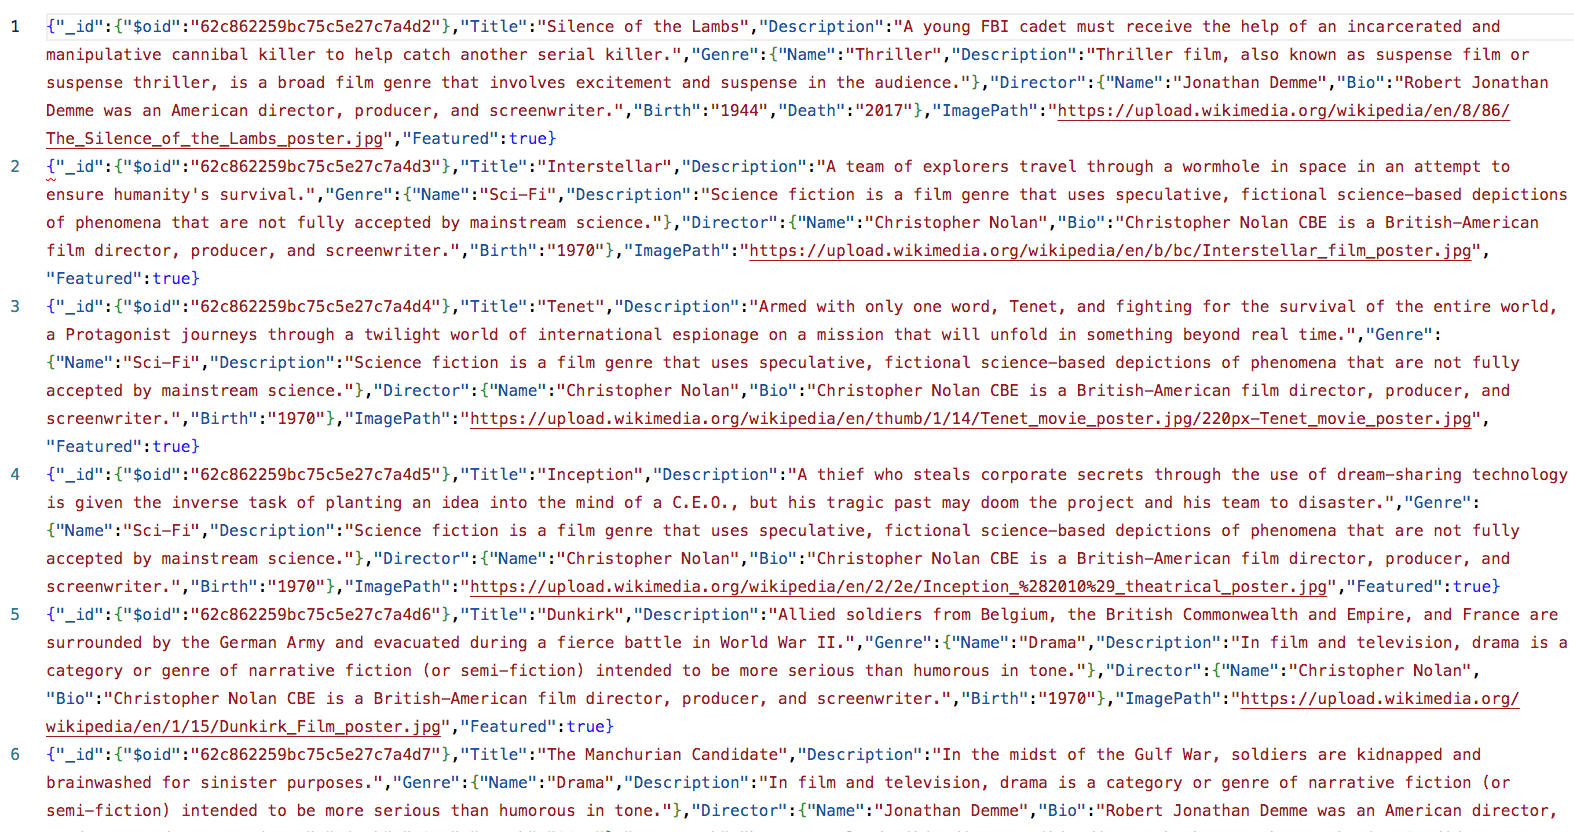 1 {"_id":{"$oid":"62c862259bc75c5e27c7a4d2"},"Title":"Silence of the Lambs","Description":"A young FBI cadet must receive the help of an incarcerated and
manipulative cannibal killer to help catch another serial killer.","Genre":{"Name":"Thriller","Description":"Thriller film, also known as suspense film or
suspense thriller, is a broad film genre that involves excitement and suspense in the audience."},"Director":{"Name":"Jonathan Demme","Bio":"Robert Jonathan
Demme was an American director, producer, and screenwriter.","Birth":"1944","Death":"2017"},"ImagePath":"https://upload.wikimedia.org/wikipedia/en/8/86/
The_Silence_of_the_Lambs_poster.jpg","Featured":true}
2 {"_id":{"$oid":"62c862259bc75c5e27c7a4d3"},"Title":"Interstellar","Description":"A team of explorers travel through a wormhole in space in an attempt to
ensure humanity's survival.","Genre":{"Name":"Sci-Fi","Description":"Science fiction is a film genre that uses speculative, fictional science-based depictions
of phenomena that are not fully accepted by mainstream science."},"Director":{"Name":"Christopher Nolan","Bio":"Christopher Nolan CBE is a British-American
film director, producer, and screenwriter.","Birth":"1970"},"ImagePath":"https://upload.wikimedia.org/wikipedia/en/b/bc/Interstellar_film_poster.jpg",
"Featured":true}
3 {"_id":{"$oid":"62c862259bc75c5e27c7a4d4"},"Title":"Tenet","Description":"Armed with only one word, Tenet, and fighting for the survival of the entire world,
a Protagonist journeys through a twilight world of international espionage on a mission that will unfold in something beyond real time.","Genre":
{"Name":"Sci-Fi","Description":"Science fiction is a film genre that uses speculative, fictional science-based depictions of phenomena that are not fully
accepted by mainstream science."},"Director":{"Name":"Christopher Nolan","Bio":"Christopher Nolan CBE is a British-American film director, producer, and
screenwriter.","Birth":"1970"},"ImagePath":"https://upload.wikimedia.org/wikipedia/en/thumb/1/14/Tenet_movie_poster.jpg/220px-Tenet_movie_poster.jpg",
"Featured":true}
4 {"_id":{"$oid":"62c862259bc75c5e27c7a4d5"},"Title":"Inception","Description":"A thief who steals corporate secrets through the use of dream-sharing technology
is given the inverse task of planting an idea into the mind of a C.E.O., but his tragic past may doom the project and his team to disaster.","Genre":
{"Name":"Sci-Fi","Description":"Science fiction is a film genre that uses speculative, fictional science-based depictions of phenomena that are not fully
accepted by mainstream science."},"Director":{"Name":"Christopher Nolan","Bio":"Christopher Nolan CBE is a British-American film director, producer, and
screenwriter.","Birth":"1970"},"ImagePath":"https://upload.wikimedia.org/wikipedia/en/2/2e/Inception_%282010%29_theatrical_poster.jpg","Featured":true}
5 {"_id":{"$oid":"62c862259bc75c5e27c7a4d6"},"Title":"Dunkirk","Description":"Allied soldiers from Belgium, the British Commonwealth and Empire, and France are
surrounded by the German Army and evacuated during a fierce battle in World War II.","Genre":{"Name":"Drama","Description":"In film and television, drama is a
category or genre of narrative fiction (or semi-fiction) intended to be more serious than humorous in tone."},"Director":{"Name":"Christopher Nolan",
"Bio":"Christopher Nolan CBE is a British-American film director, producer, and screenwriter.","Birth":"1970"},"ImagePath":"https://upload.wikimedia.org/
wikipedia/en/1/15/Dunkirk_Film_poster.jpg","Featured":true}
6 {"_id":{"$oid":"62c862259bc75c5e27c7a4d7"},"Title":"The Manchurian Candidate","Description":"In the midst of the Gulf War, soldiers are kidnapped and
brainwashed for sinister purposes.","Genre":{"Name":"Drama","Description":"In film and television, drama is a category or genre of narrative fiction (or
semi-fiction) intended to be more serious than humorous in tone."},"Director":{"Name":"Jonathan Demme","Bio":"Robert Jonathan Demme was an American director,